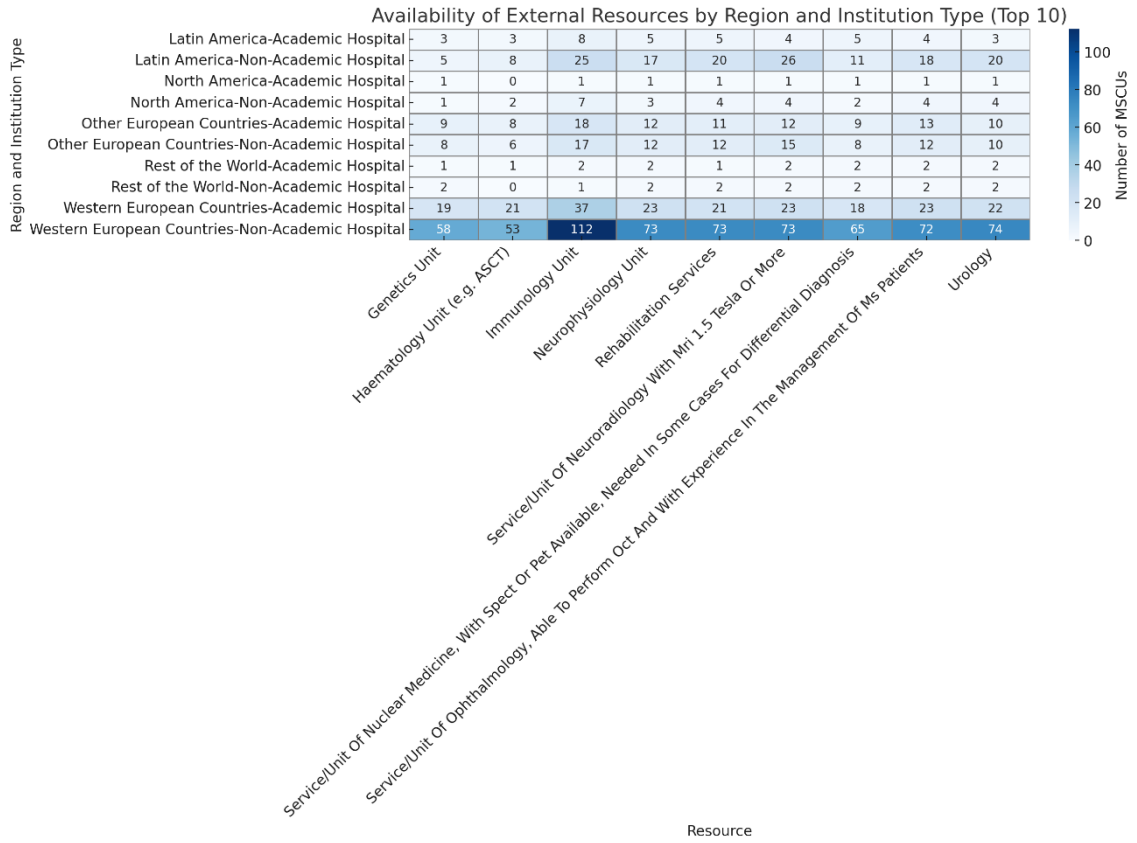 Availability of External Resources by Region and Institution Type (Top 10)
Region and Institution Type
Latin America-Academic Hospital 3 3 8 5 5 4 5 4 3
Latin America-Non-Academic Hospital 5 8 25 17 20 26 11 18 20
North America-Academic Hospital 1 0 1 1 1 1 1 1 1
North America-Non-Academic Hospital 1 2 7 3 4 4 2 4 4
Other European Countries-Academic Hospital 9 8 18 12 11 12 9 13 10
Other European Countries-Non-Academic Hospital 8 6 17 12 12 15 8 12 10
Rest of the World-Academic Hospital 1 1 2 2 1 2 2 2 2
Rest of the World-Non-Academic Hospital 2 0 1 2 2 2 2 2 2
Western European Countries-Academic Hospital 19 21 37 23 21 23 18 23 22
Western European Countries-Non-Academic Hospital 58 53 112 73 73 73 65 72 74
Genetics Unit
Haematology Unit (e.g. ASCT)
Immunology Unit
Neurophysiology Unit
Rehabilitation Services
Service/Unit Of Neuroradiology With Mri 1.5 Tesla Or More
Service/Unit Of Nuclear Medicine, With Spect Or Pet Available, Needed In Some Cases For Differential Diagnosis
Service/Unit Of Ophthalmology, Able To Perform Oct And With Experience In The Management Of Ms Patients
Urology
Resource
100
80
60
40
20
0
Number of MSCUs